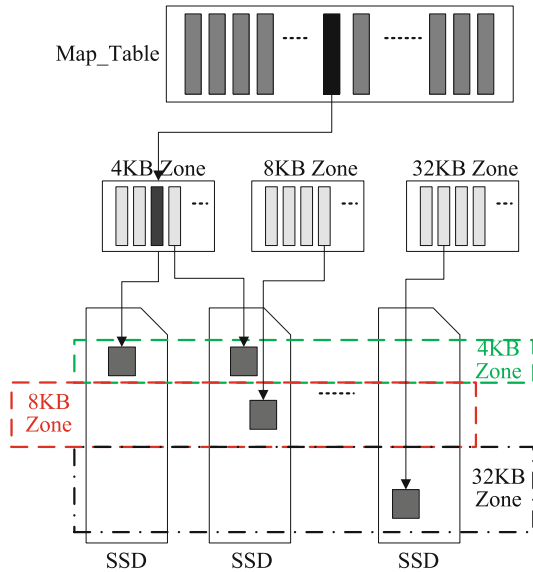 Map_Table
4KB Zone
8KB Zone
32KB Zone
4KB
Zone
8KB
Zone
32KB
Zone
SSD
SSD
SSD